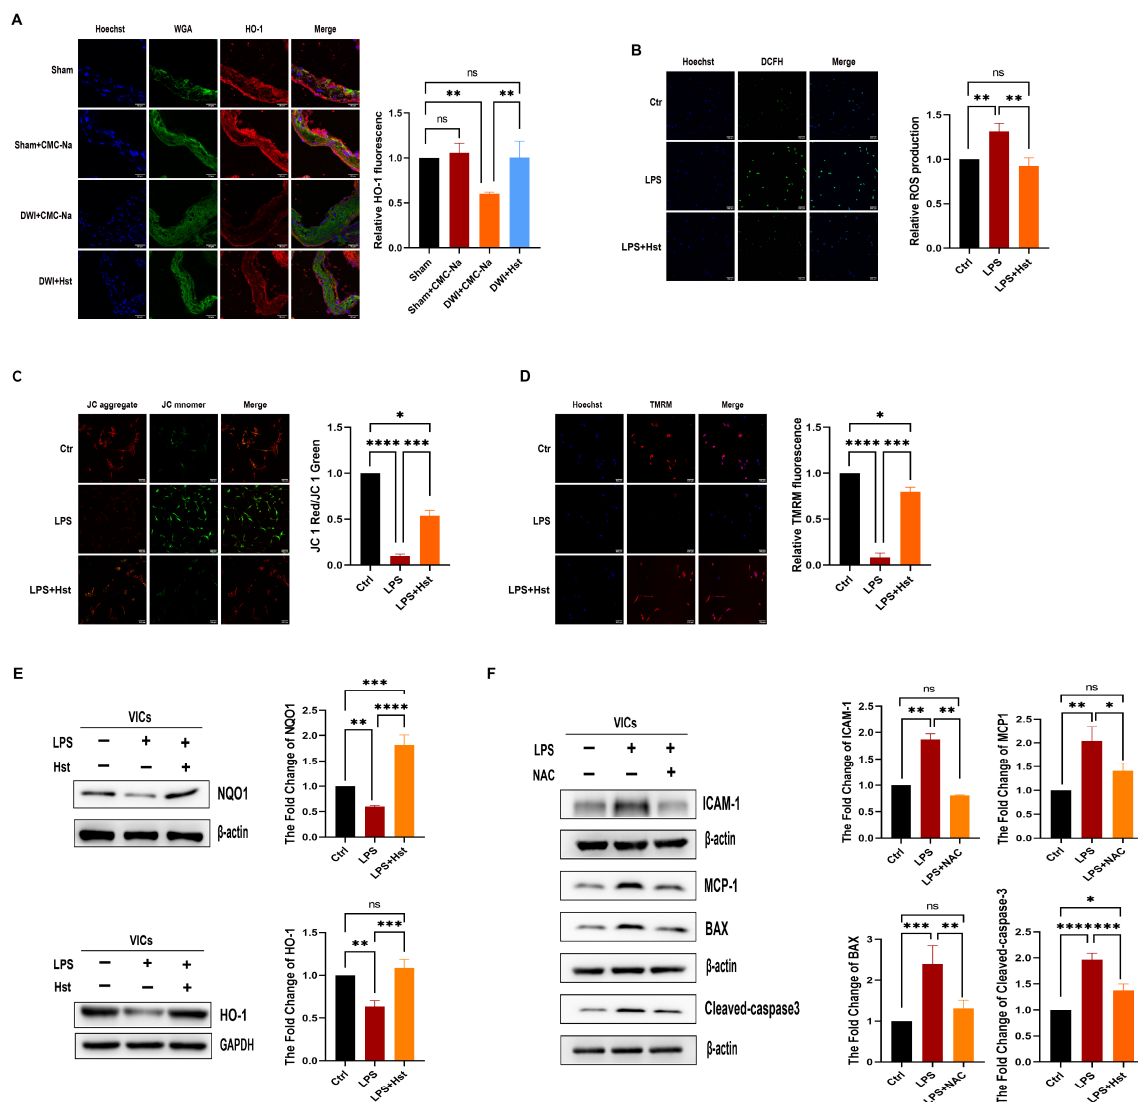 A
Hoechst WGA HO-1 Merge
Sham
Sham+CMC-Na
DWI+CMC-Na
DWI+Hst
Relative HO-1 fluorescenc
ns
** **
ns
1.5
1.0
0.5
0.0
Sham
Sham+CMC-Na
DWI+CMC-Na
DWI+Hst
B
Hoechst DCFH Merge
Ctr
LPS
LPS+Hst
Relative ROS production
ns
** **
2.0
1.5
1.0
0.5
0.0
Ctrl
LPS
LPS+Hst
C
JC aggregate JC mnomer Merge
Ctr
LPS
LPS+Hst
JC 1 Red/JC 1 Green
*
**** ***
1.5
1.0
0.5
0.0
Ctrl
LPS
LPS+Hst
D
Hoechst TMRM Merge
Ctr
LPS
LPS+Hst
Relative TMRM fluorescence
*
**** ***
1.5
1.0
0.5
0.0
Ctrl
LPS
LPS+Hst
E
VICs
LPS − + +
Hst − − +
NQO1
β-actin
The Fold Change of NQO1
***
** ****
2.5
2.0
1.5
1.0
0.5
0.0
Ctrl
LPS
LPS+Hst
VICs
LPS − + +
Hst − − +
HO-1
GAPDH
The Fold Change of HO-1
ns
** ***
1.5
1.0
0.5
0.0
Ctrl
LPS
LPS+Hst
F
VICs
LPS − + +
NAC − − +
ICAM-1
β-actin
MCP-1
BAX
β-actin
Cleaved-caspase3
β-actin
The Fold Change of ICAM-1
ns
** **
2.5
2.0
1.5
1.0
0.5
0.0
Ctrl
LPS
LPS+NAC
The Fold Change of MCP1
ns
** *
2.5
2.0
1.5
1.0
0.5
0.0
Ctrl
LPS
LPS+NAC
The Fold Change of BAX
ns
*** **
3
2
1
0
Ctrl
LPS
LPS+NAC
The Fold Change of Cleaved-caspase-3
*
*******
2.5
2.0
1.5
1.0
0.5
0.0
Ctrl
LPS
LPS+Hst